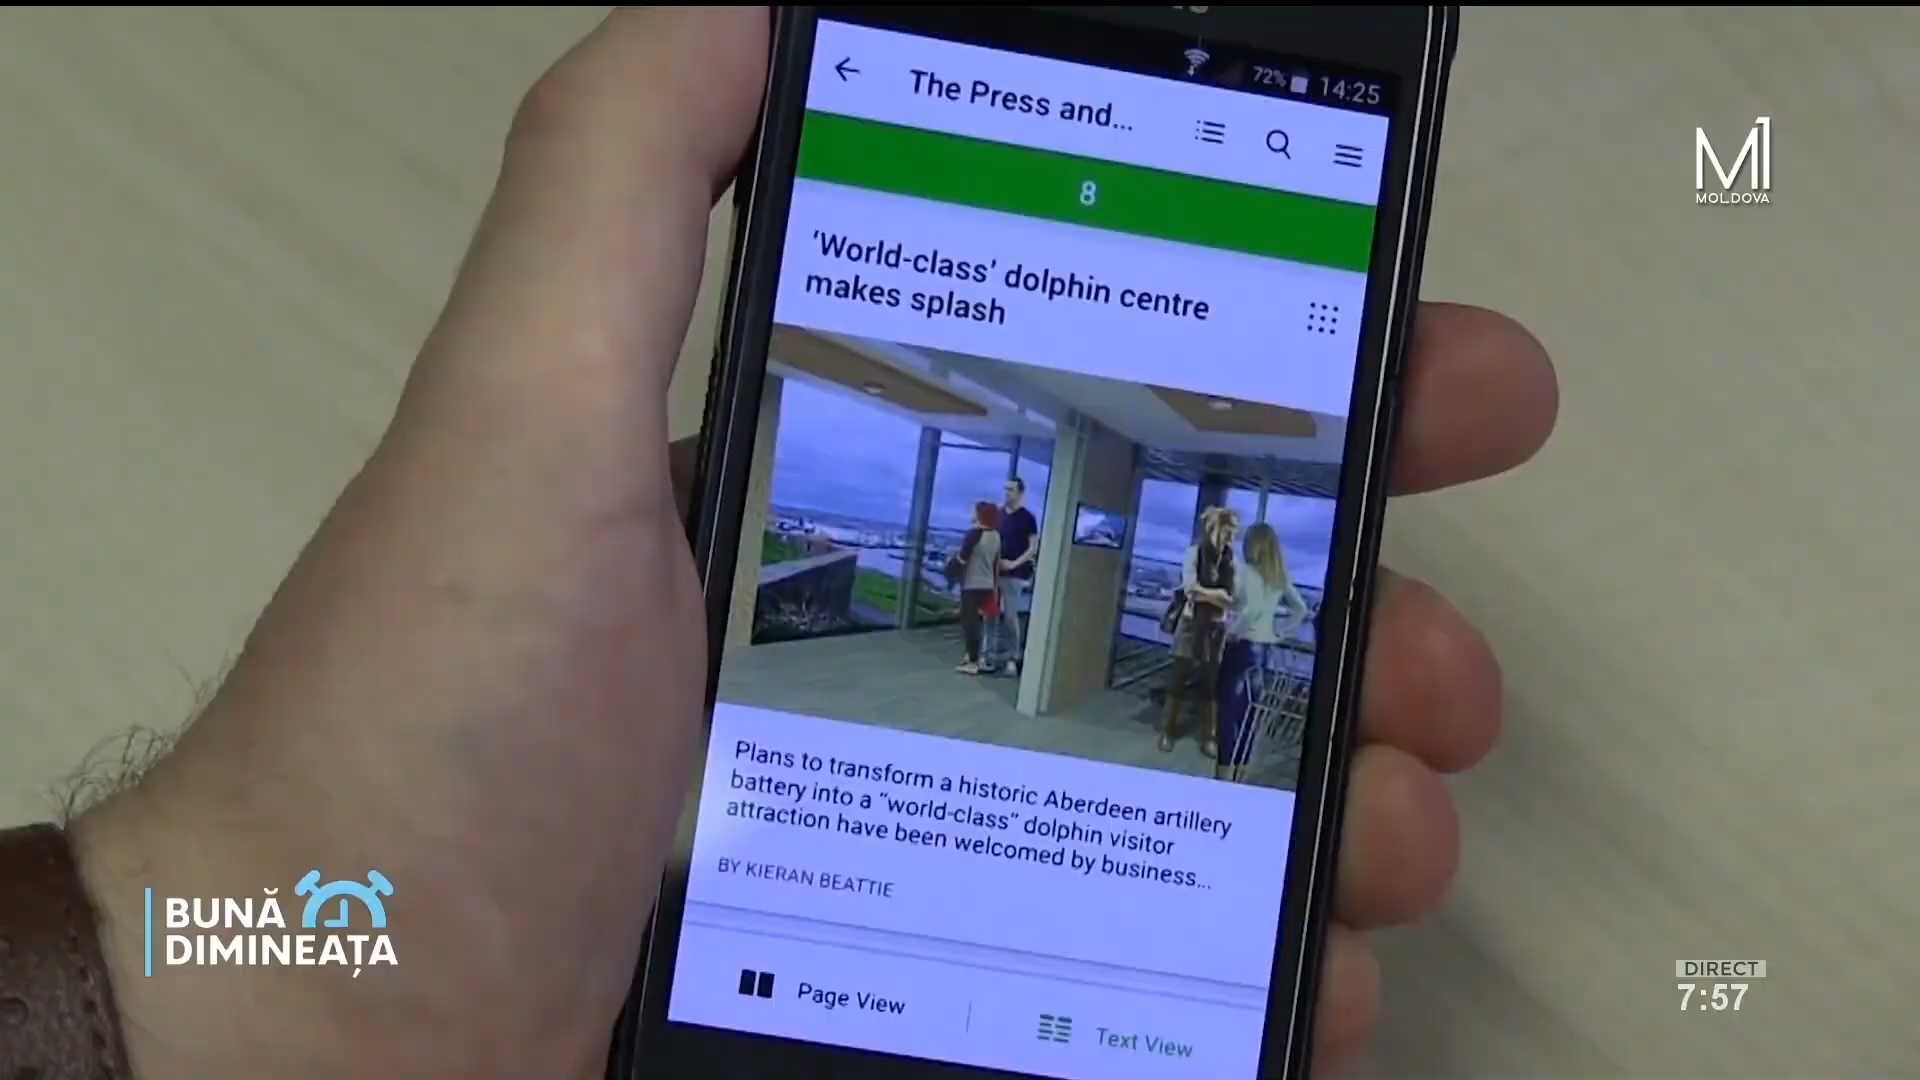 72% 14:25
The Press and...
8
‘World-class’ dolphin centre
makes splash
Plans to transform a historic Aberdeen artillery
battery into a “world-class” dolphin visitor
attraction have been welcomed by business...
BY KIERAN BEATTIE
Page View
Text View
M1
MOLDOVA
BUNĂ
DIMINEAȚA
DIRECT
7:57